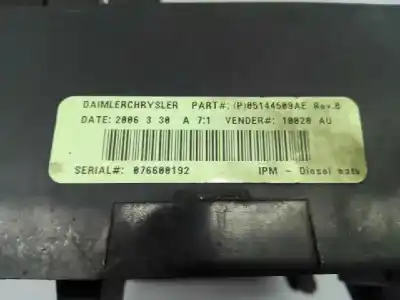 DAIMLERCHRYSLER PART#: (P)05144509AE Rev.B
DATE: 2006 3 30 A 7:1 VENDER#: 10020 AU
SERIAL#: 076600192 IPM - Diesel